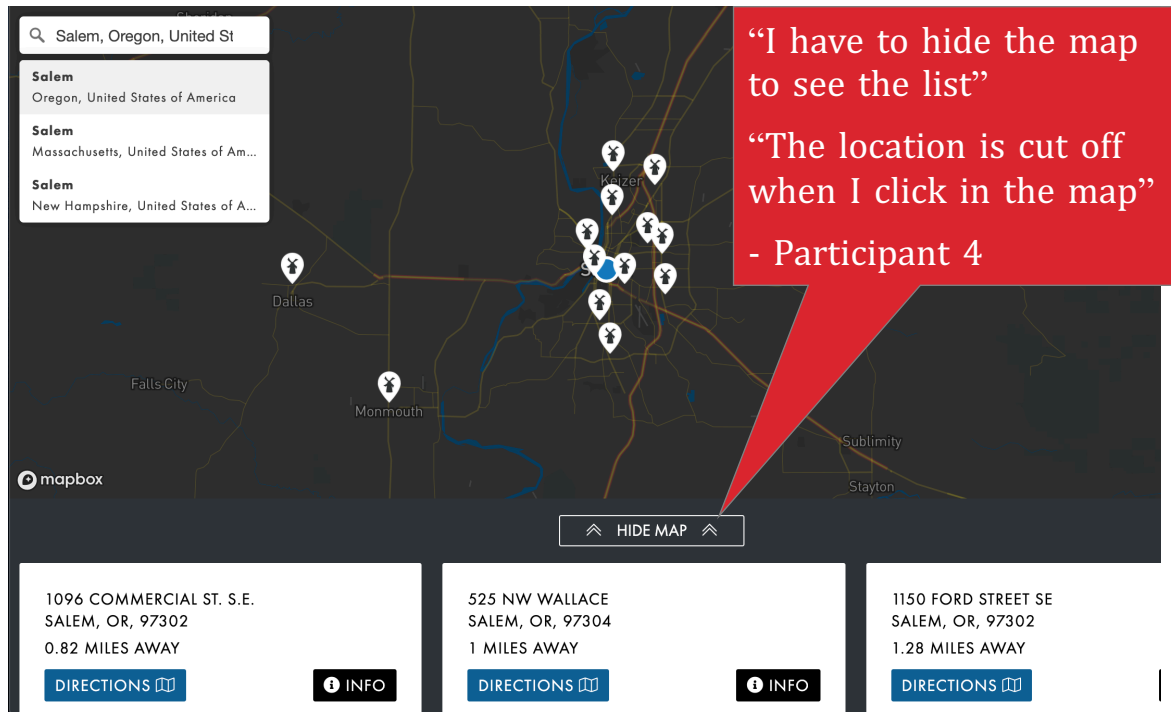 Salem, Oregon, United St
Salem
Oregon, United States of America
Salem
Massachusetts, United States of Am...
Salem
New Hampshire, United States of A...
“I have to hide the map
to see the list”
“The location is cut off
when I click in the map”
- Participant 4
Keizer
Dallas
Falls City
Monmouth
Sublimity
Stayton
mapbox
HIDE MAP
1096 COMMERCIAL ST. S.E.
SALEM, OR, 97302
0.82 MILES AWAY
DIRECTIONS
INFO
525 NW WALLACE
SALEM, OR, 97304
1 MILES AWAY
DIRECTIONS
INFO
1150 FORD STREET SE
SALEM, OR, 97302
1.28 MILES AWAY
DIRECTIONS